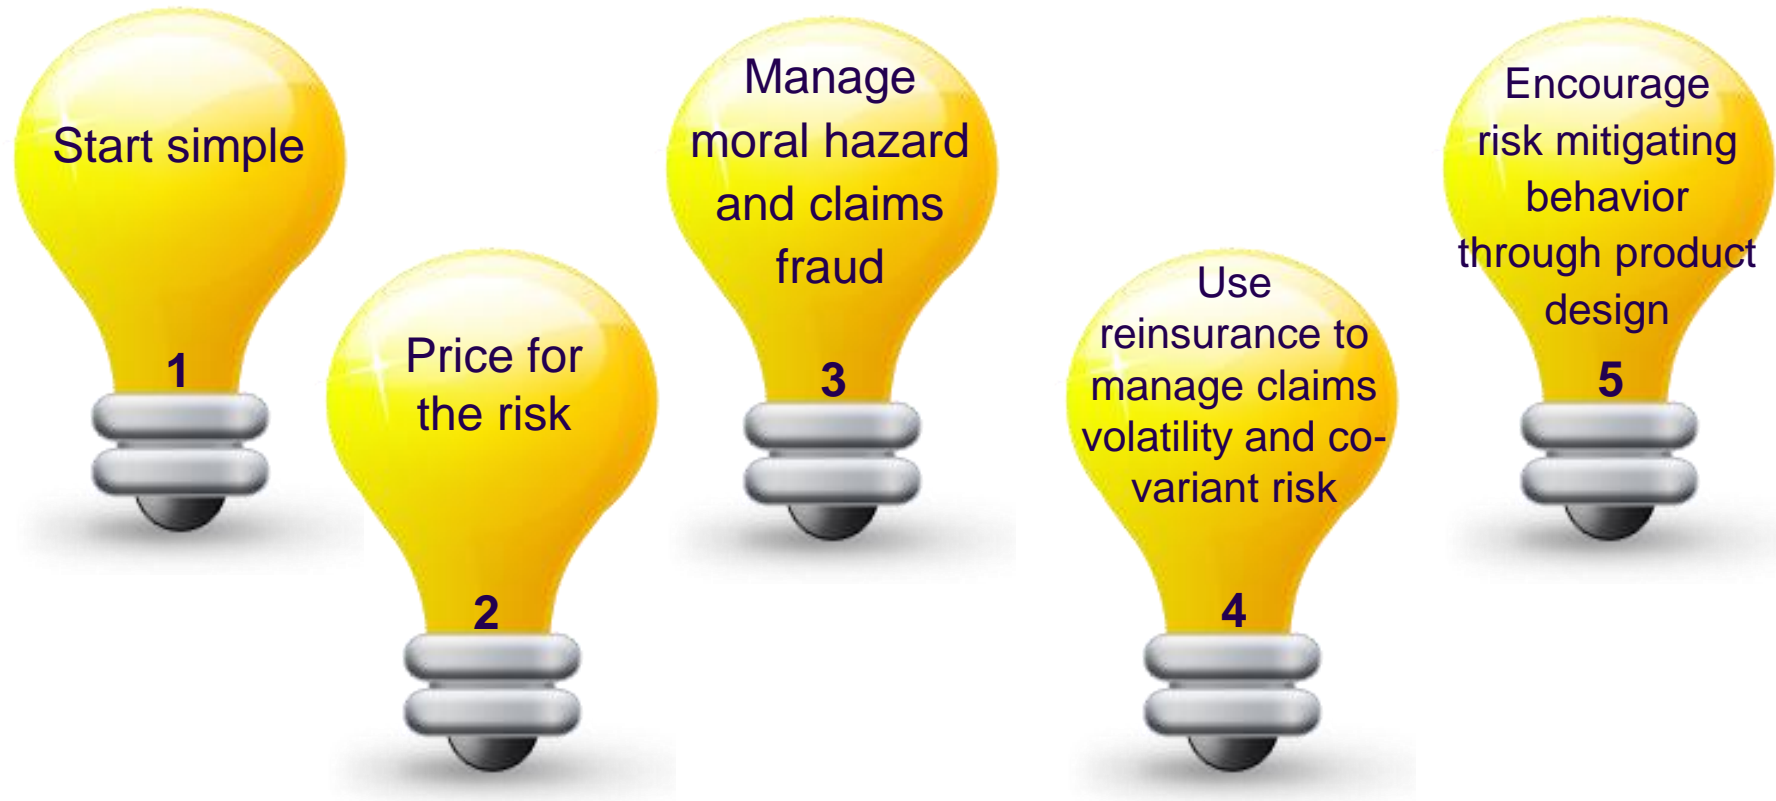 Start simple
1
Price for
the risk
2
Manage
moral hazard
and claims
fraud
3
Use
reinsurance to
manage claims
volatility and co-
variant risk
4
Encourage
risk mitigating
behavior
through product
design
5